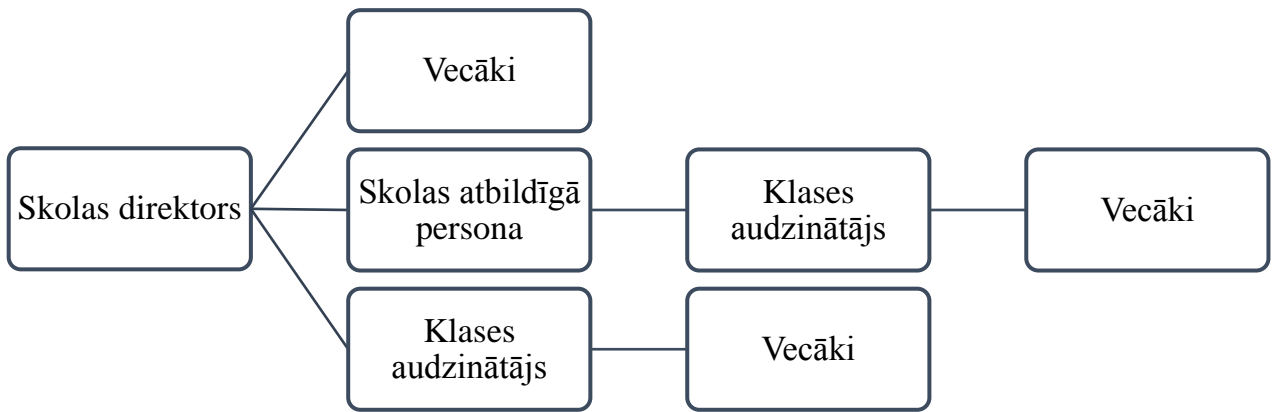 Vecāki
Skolas direktors
Skolas atbildīgā
persona
Klases
audzinātājs
Vecāki
Klases
audzinātājs
Vecāki